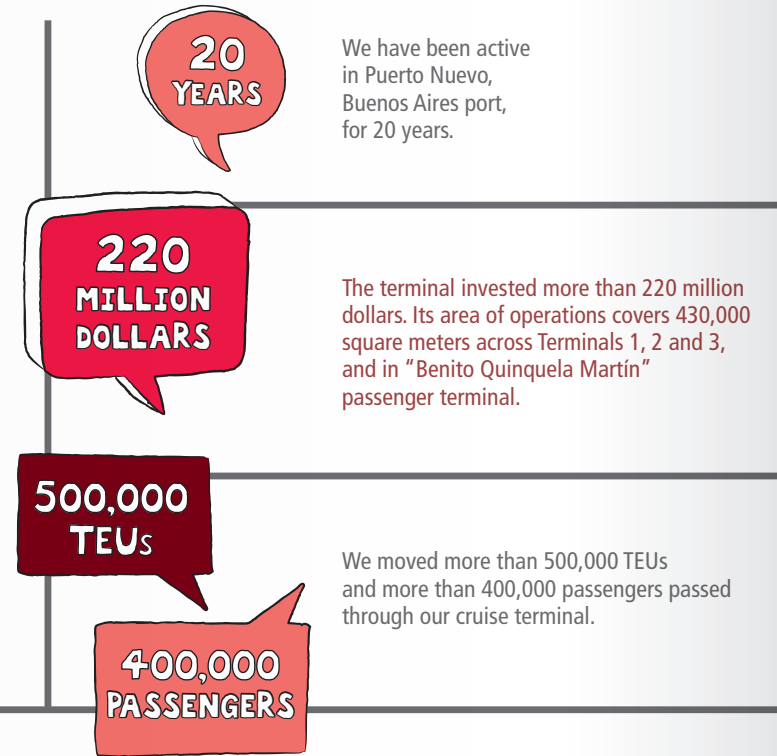 20
YEARS
We have been active
in Puerto Nuevo,
Buenos Aires port,
for 20 years.
220
MILLION
DOLLARS
The terminal invested more than 220 million
dollars. Its area of operations covers 430,000
square meters across Terminals 1, 2 and 3,
and in “Benito Quinquela Martín”
passenger terminal.
500,000
TEUs
We moved more than 500,000 TEUs
and more than 400,000 passengers passed
through our cruise terminal.
400,000
PASSENGERS